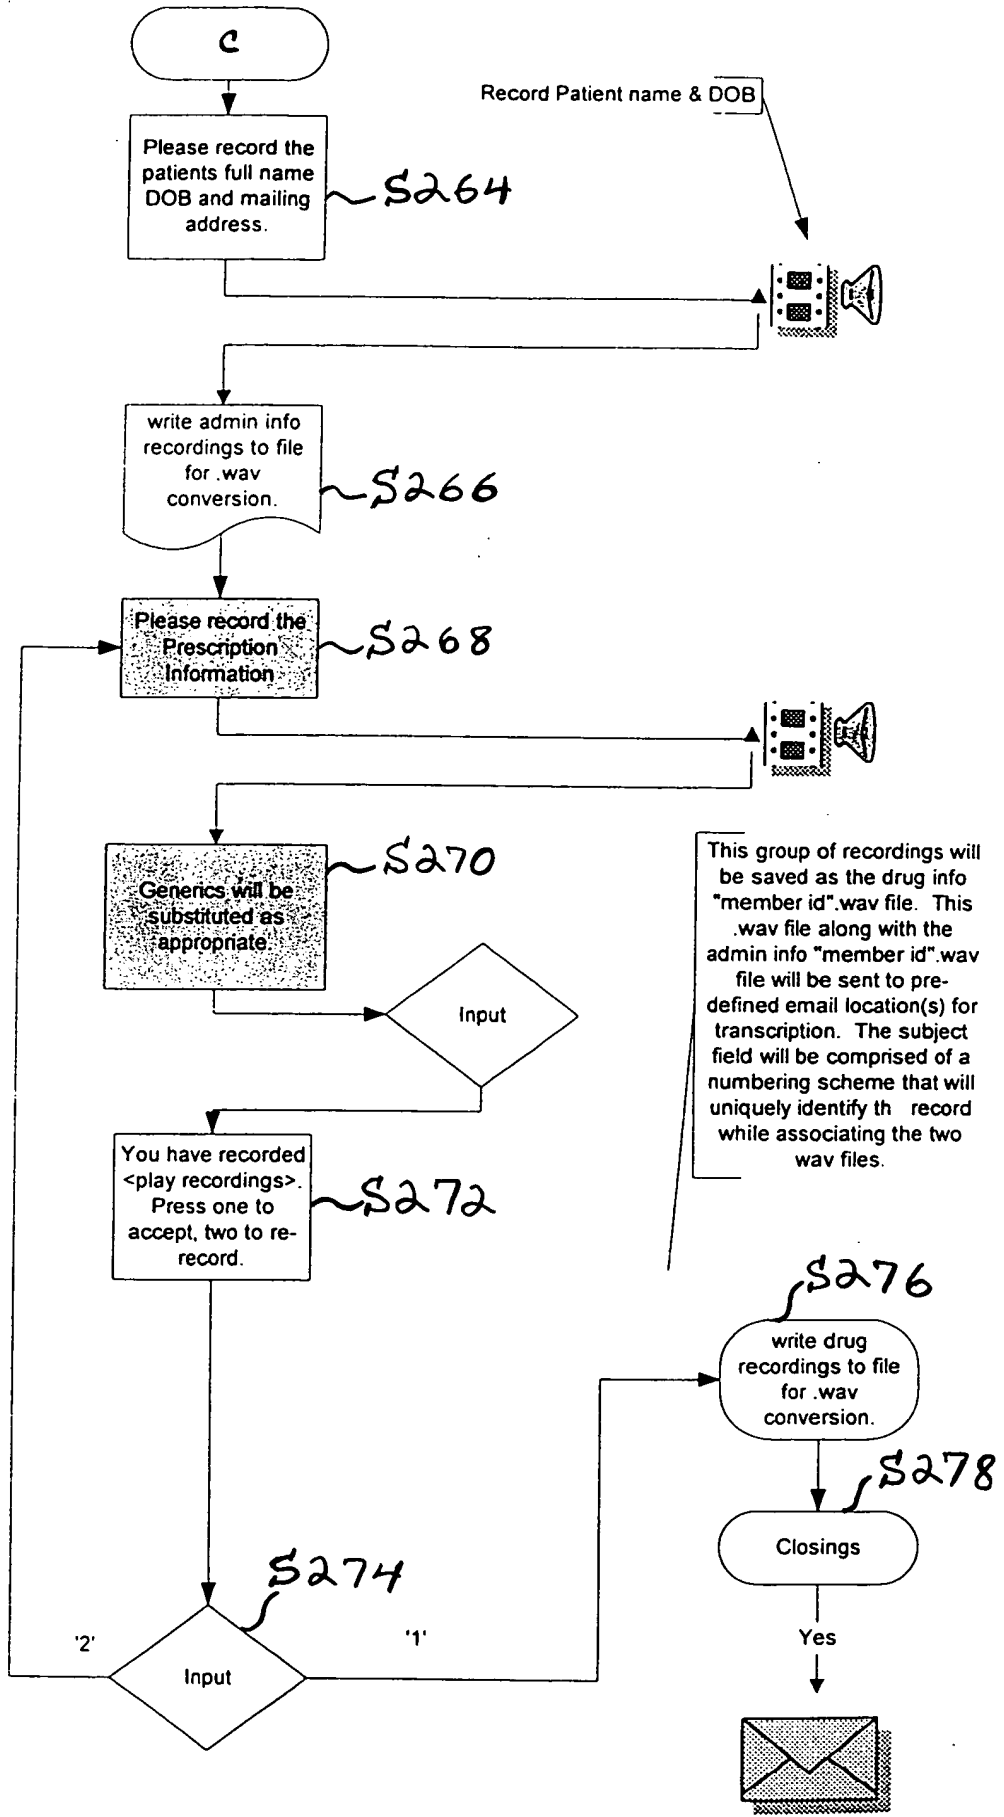 C
Record Patient name & DOB
Please record the
patients full name
DOB and mailing
address.
S264
write admin info
recordings to file
for .wav
conversion.
S266
Please record the
Prescription
Information
S268
Generics will be
substituted as
appropriate.
S270
This group of recordings will
be saved as the drug info
"member id".wav file. This
.wav file along with the
admin info "member id".wav
file will be sent to pre-
defined email location(s) for
transcription. The subject
field will be comprised of a
numbering scheme that will
uniquely identify th record
while associating the two
wav files.
Input
You have recorded
<play recordings>.
Press one to
accept, two to re-
record.
S272
S276
write drug
recordings to file
for .wav
conversion.
S278
Closings
S274
'2'
Input
'1'
Yes